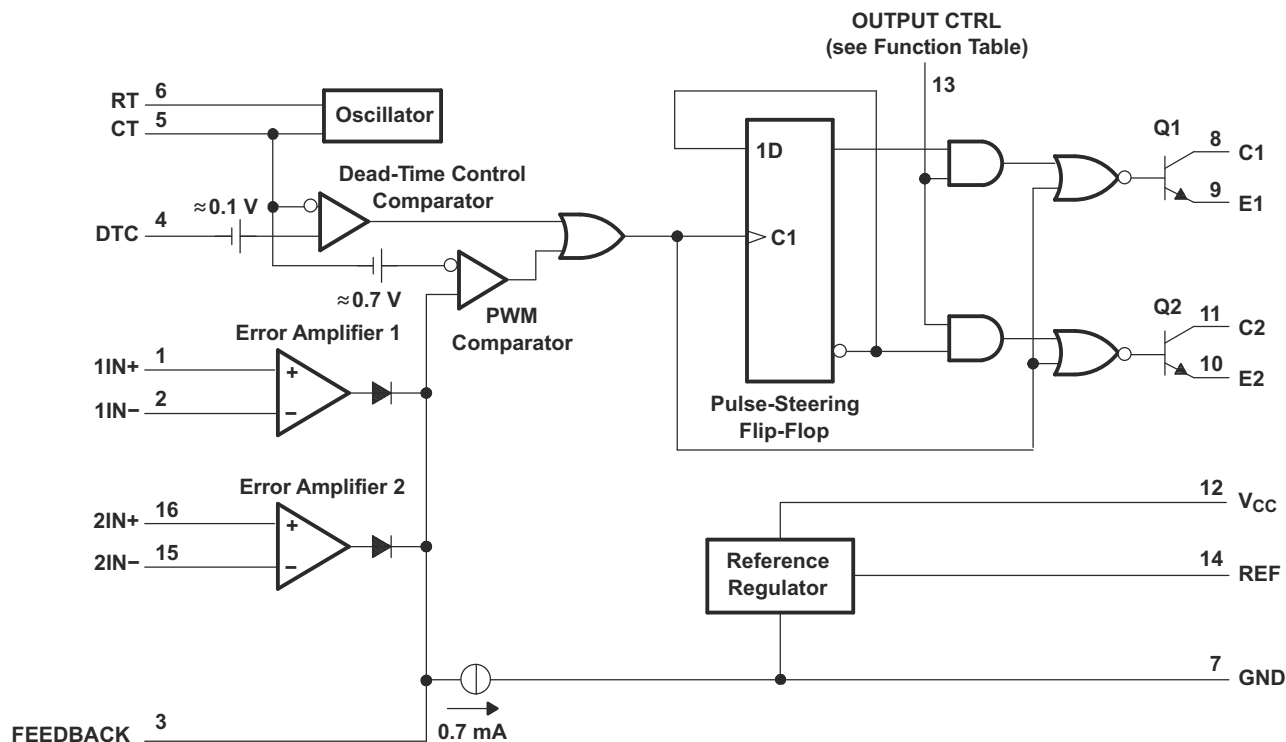 OUTPUT CTRL
(see Function Table)
13
RT 6
CT 5
Oscillator
Dead-Time Control
Comparator
≈ 0.1 V
DTC 4
≈ 0.7 V
PWM
Comparator
1D
C1
Pulse-Steering
Flip-Flop
Q1
8 C1
9 E1
Q2
11 C2
10 E2
Error Amplifier 1
1IN+ 1
1IN− 2
+
−
Error Amplifier 2
2IN+ 16
2IN− 15
+
−
12 VCC
Reference
Regulator
14 REF
7 GND
0.7 mA
FEEDBACK 3